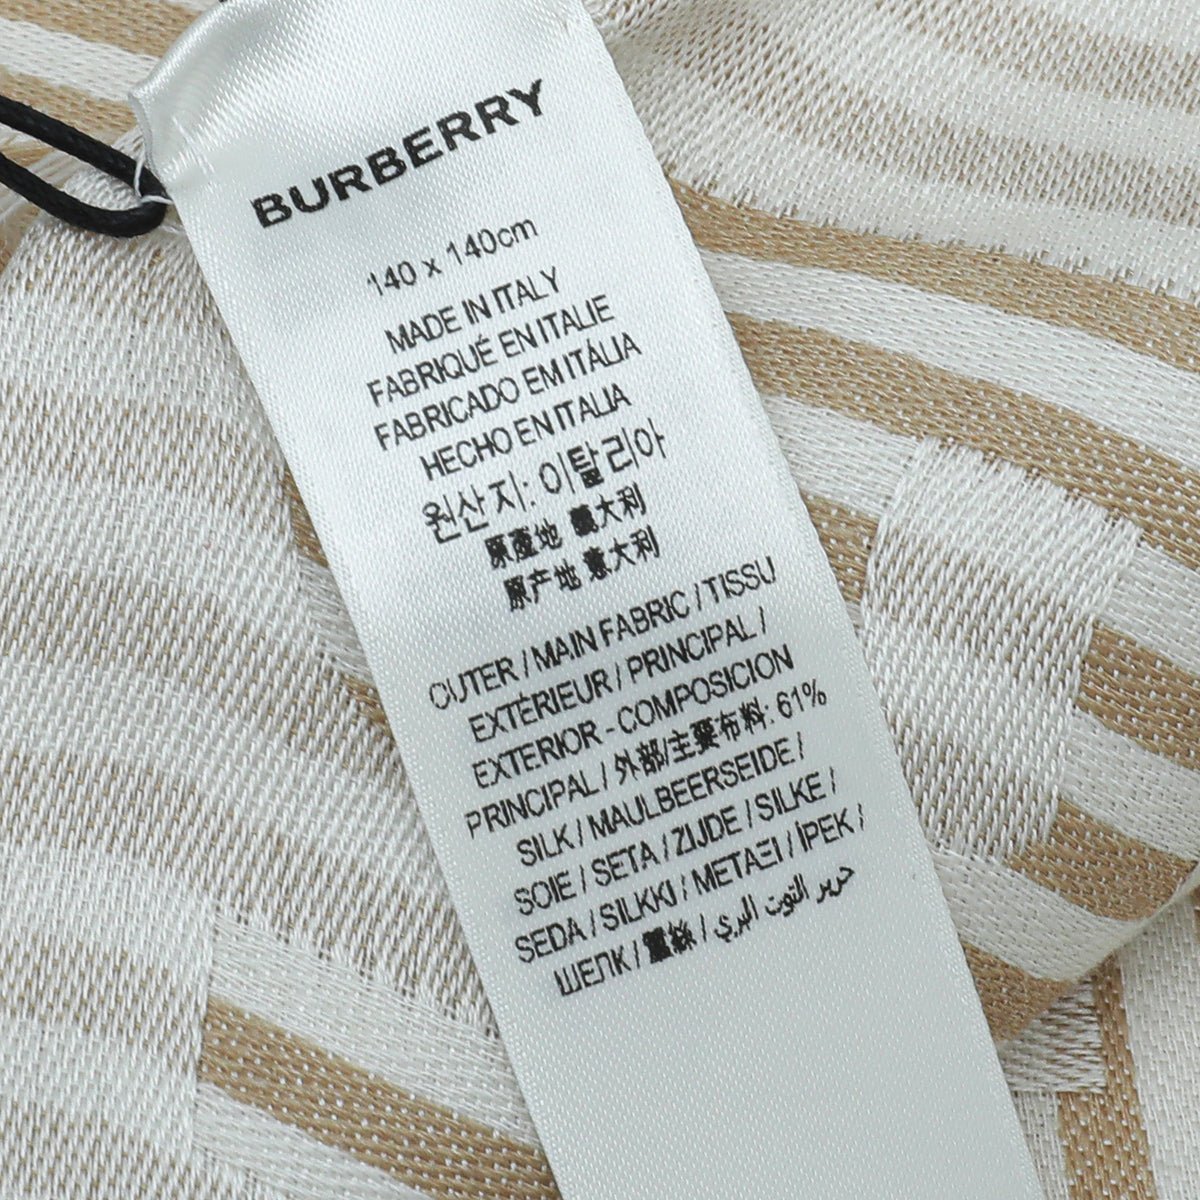 BURBERRY
140 x 140cm
MADE IN ITALY
FABRIQUÉ EN ITALIE
FABRICADO EM ITÁLIA
HECHO EN ITALIA
원산지: 이탈리아
原產地 義大利
原产地 意大利
OUTER / MAIN FABRIC / TISSU
EXTÉRIEUR / PRINCIPAL /
EXTERIOR - COMPOSICION
PRINCIPAL / 外部/主要布料: 61%
SILK / MAULBEERSEIDE /
SOIE / SETA / ZIJDE / SILKE /
SEDA / SILKKI / ΜΕΤΑΞΙ / İPEK /
ШЕЛК / 蠶絲 / حرير التوت البري